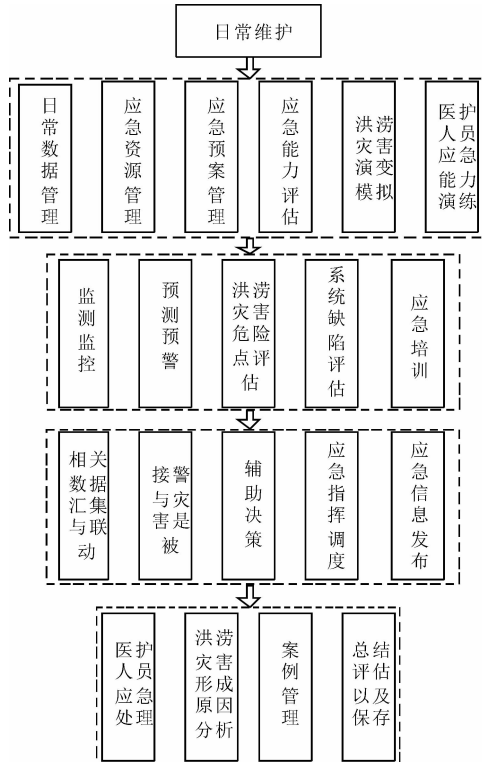 日常维护
日常数据管理
应急资源管理
应急预案管理
应急能力评估
洪涝灾害演变模拟
医护人员应急能力演练
监测监控
预测预警
洪涝灾害危险点评估
系统缺陷评估
应急培训
相关数据汇集与联动
接警与灾害是被
辅助决策
应急指挥调度
应急信息发布
医护人员应急处理
洪涝灾害形成原因分析
案例管理
总结评估以及保存